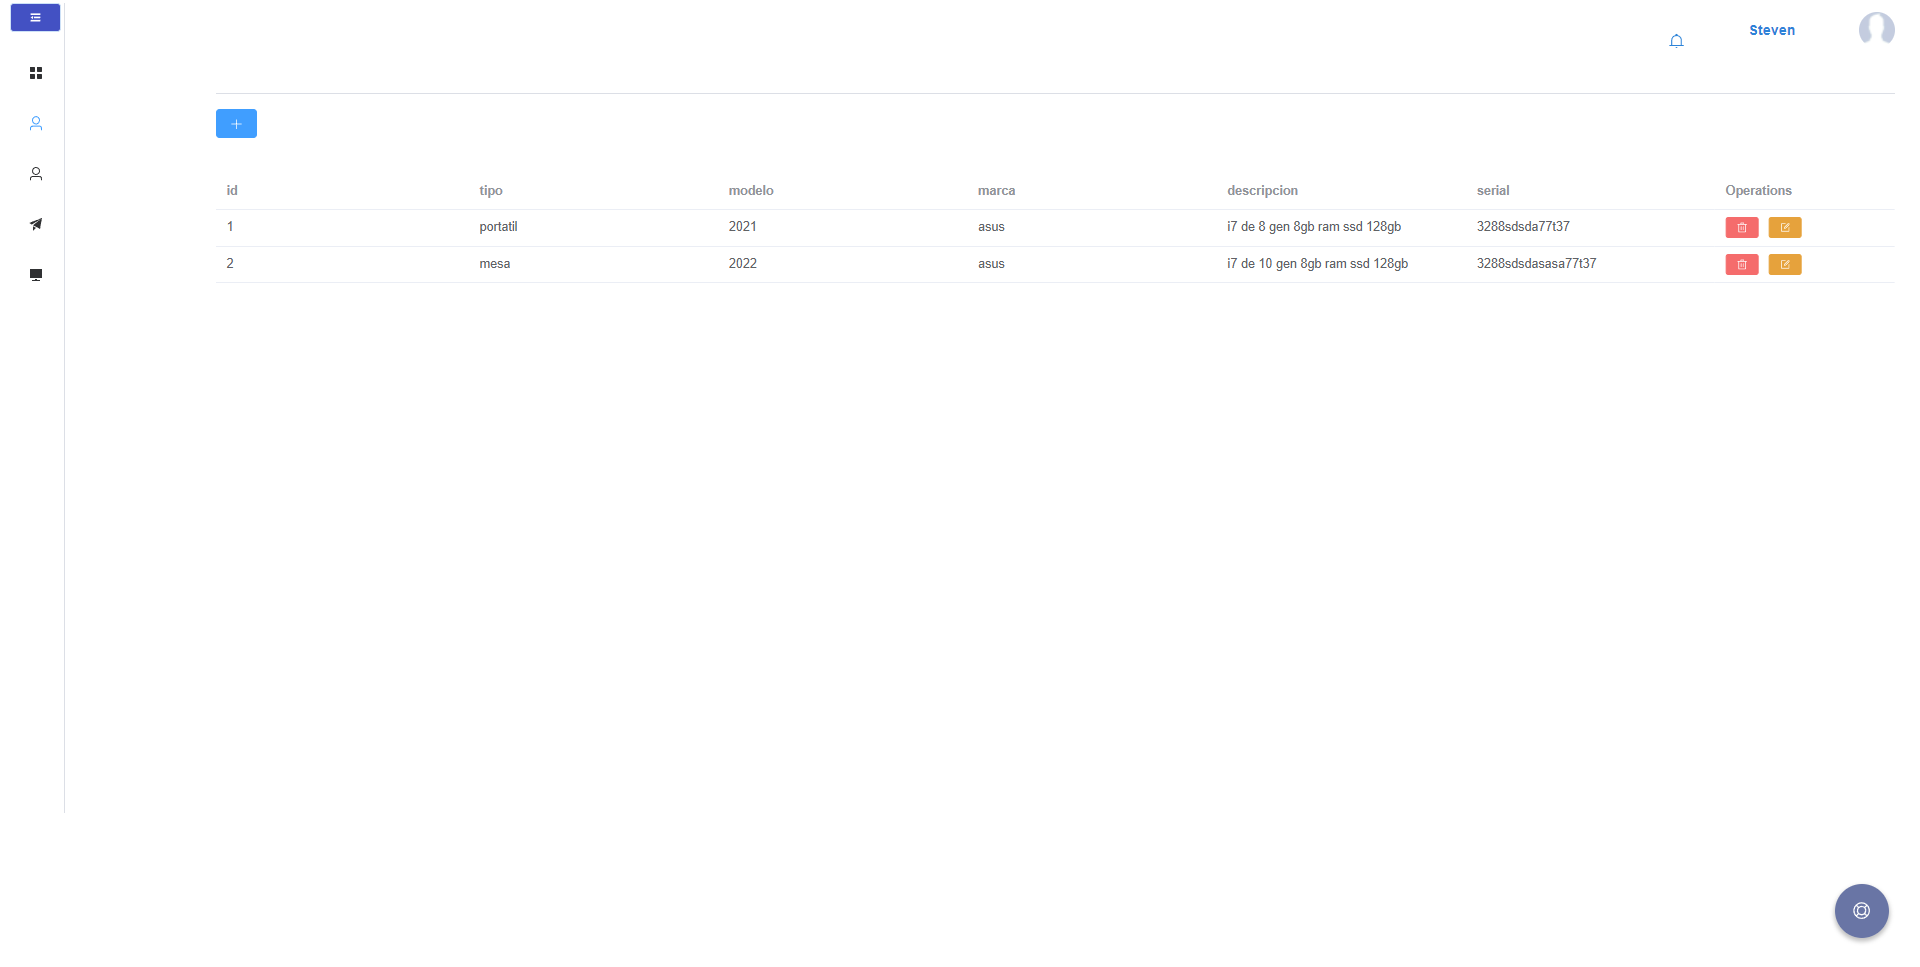 Steven
id tipo modelo marca descripcion serial Operations
1 portatil 2021 asus i7 de 8 gen 8gb ram ssd 128gb 3288sdsda77t37
2 mesa 2022 asus i7 de 10 gen 8gb ram ssd 128gb 3288sdsdasasa77t37